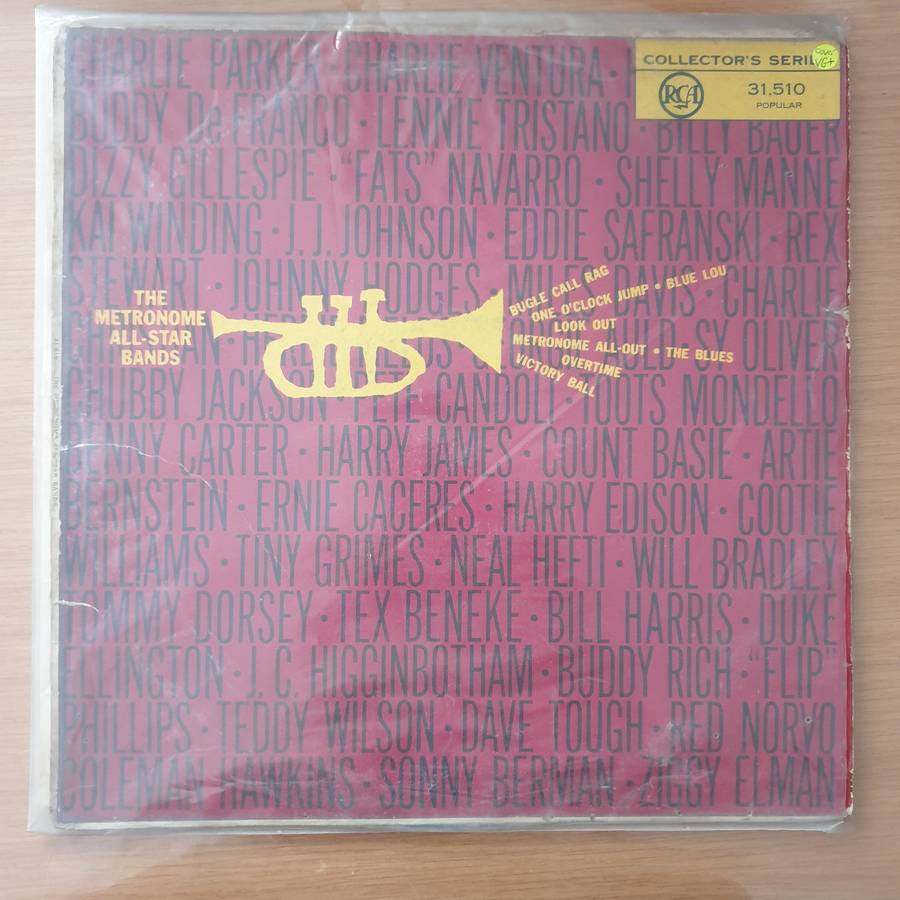 CHARLIE PARKER · CHARLIE VENTURA ·
COLLECTOR'S SERIES
cover
VG+
RCA
31,510
POPULAR
BUDDY De FRANCO · LENNIE TRISTANO · BILLY BAUER
DIZZY GILLESPIE · "FATS" NAVARRO · SHELLY MANNE
KAI WINDING · J. J. JOHNSON · EDDIE SAFRANSKI · REX
STEWART · JOHNNY HODGES · MILES DAVIS · CHARLIE
SY OLIVER
CHUBBY JACKSON · PETE CANDOLI · TOOTS MONDELLO
BENNY CARTER · HARRY JAMES · COUNT BASIE · ARTIE
BERNSTEIN · ERNIE CACERES · HARRY EDISON · COOTIE
WILLIAMS · TINY GRIMES · NEAL HEFTI · WILL BRADLEY
TOMMY DORSEY · TEX BENEKE · BILL HARRIS · DUKE
ELLINGTON · J. C. HIGGINBOTHAM · BUDDY RICH · "FLIP"
PHILLIPS · TEDDY WILSON · DAVE TOUGH · RED NORVO
COLEMAN HAWKINS · SONNY BERMAN · ZIGGY ELMAN
THE
METRONOME
ALL-STAR
BANDS
BUGLE CALL RAG
ONE O'CLOCK JUMP • BLUE LOU
LOOK OUT
METRONOME ALL-OUT • THE BLUES
OVERTIME
VICTORY BALL